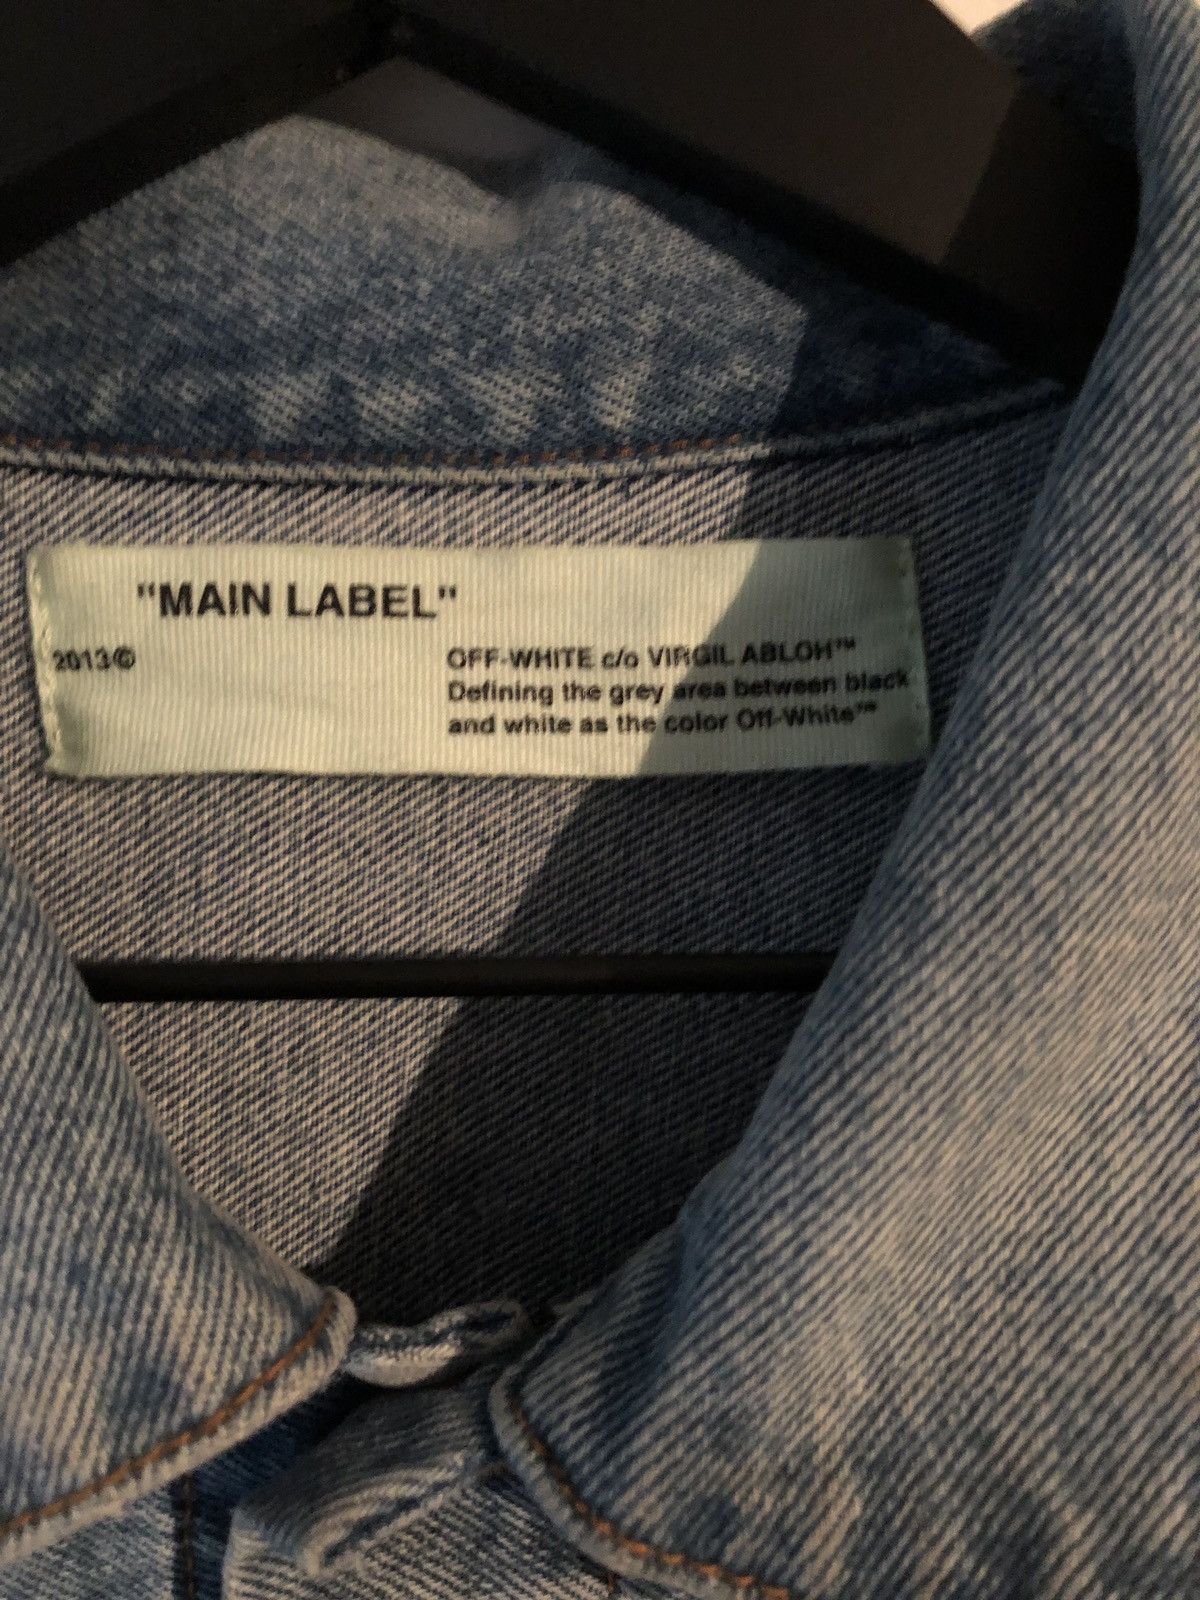 "MAIN LABEL"
2013©
OFF-WHITE c/o VIRGIL ABLOH™
Defining the grey area between black
and white as the color Off-White™